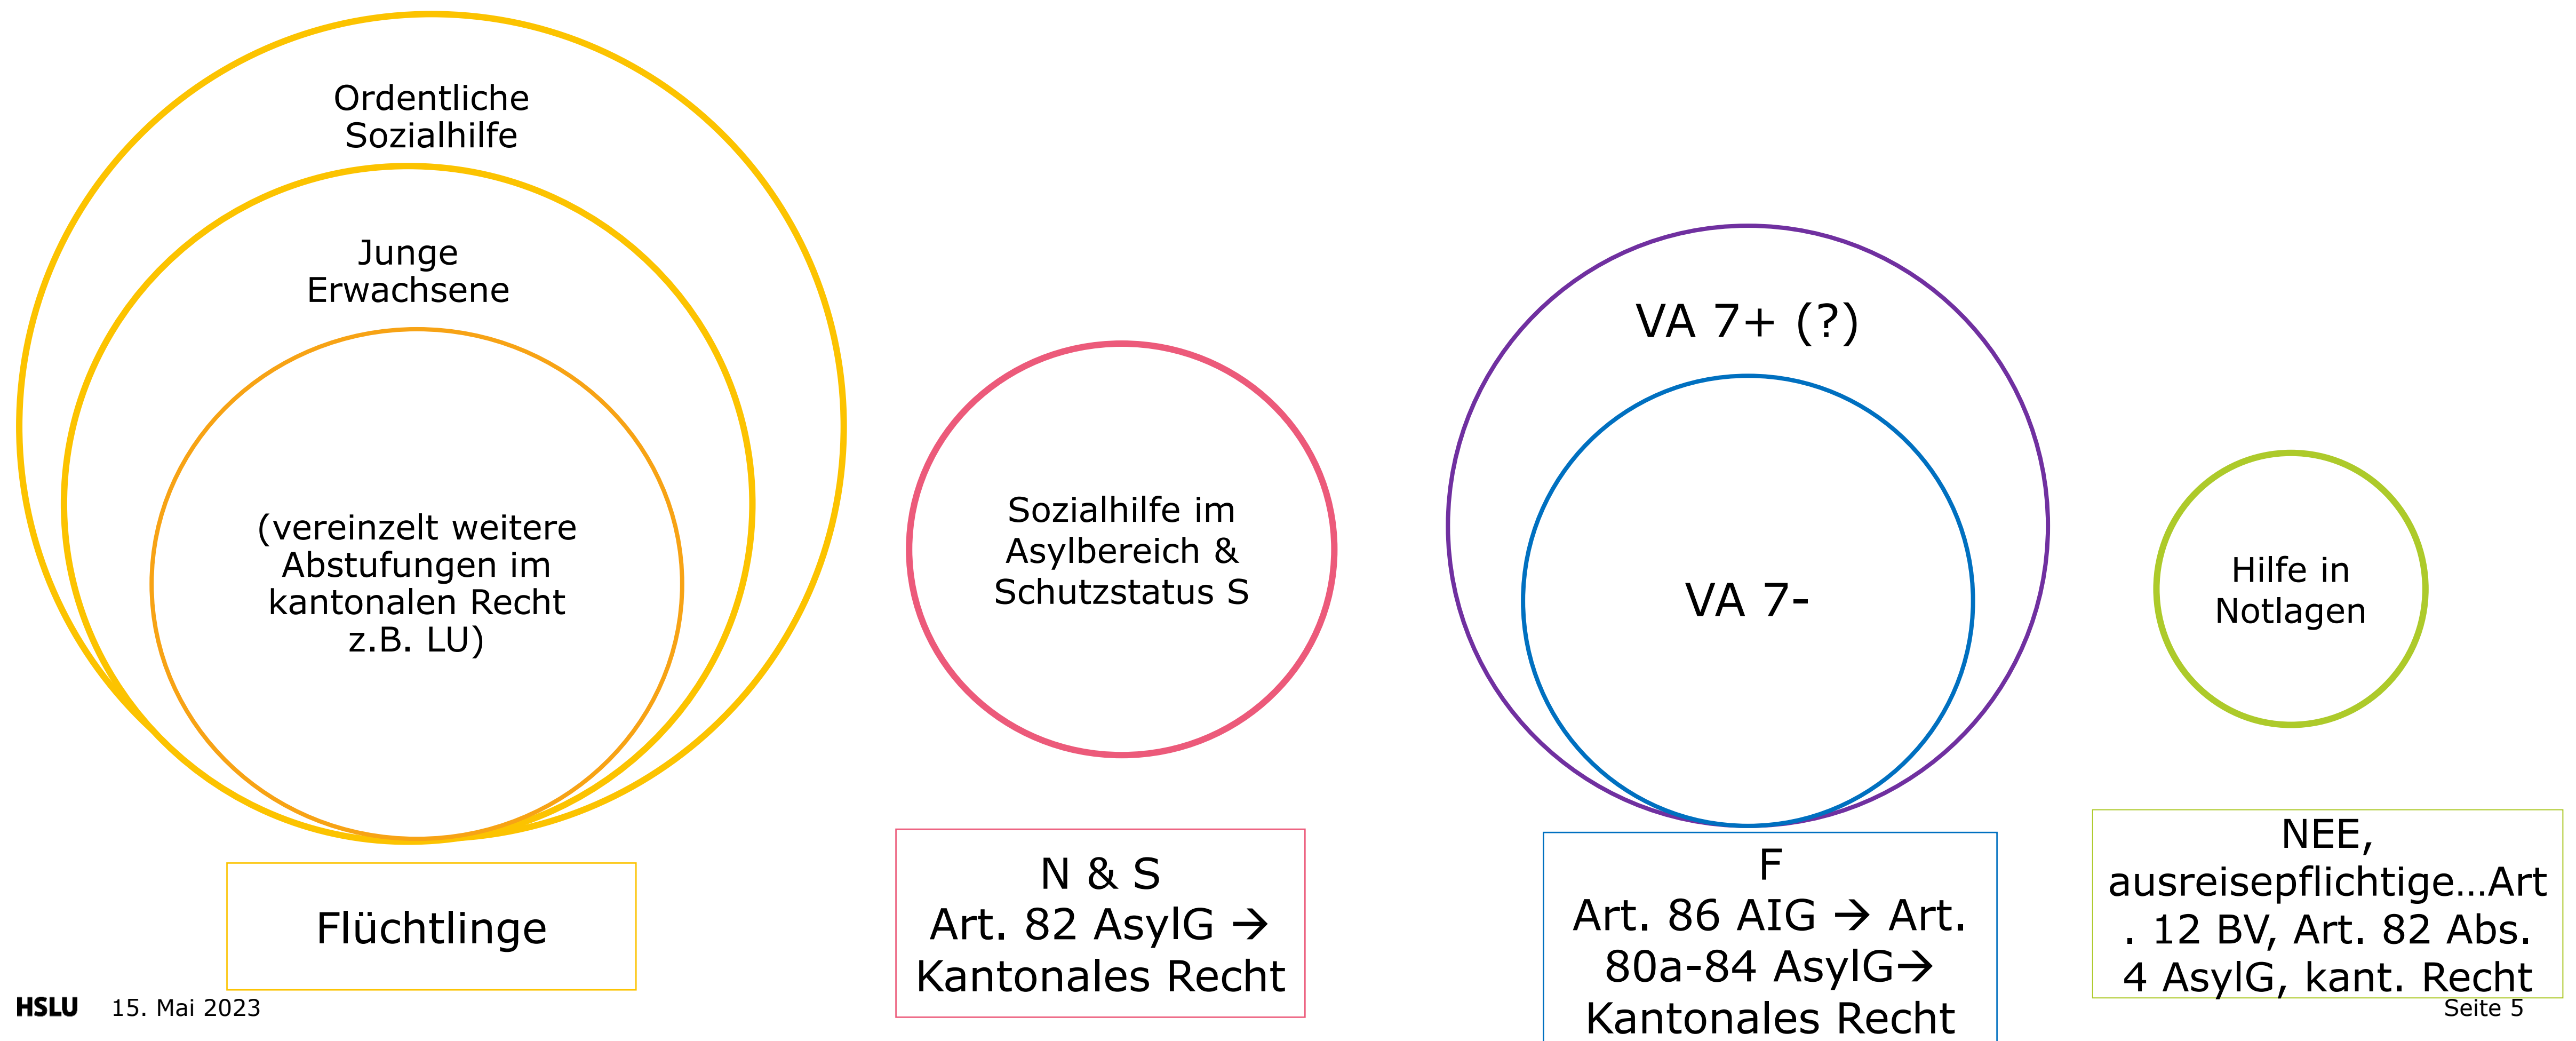 Ordentliche
Sozialhilfe
Junge
Erwachsene
(vereinzelt weitere
Abstufungen im
kantonalen Recht
z.B. LU)
Flüchtlinge
Sozialhilfe im
Asylbereich &
Schutzstatus S
N & S
Art. 82 AsylG →
Kantonales Recht
VA 7+ (?)
VA 7-
F
Art. 86 AIG → Art.
80a-84 AsylG→
Kantonales Recht
Hilfe in
Notlagen
NEE,
ausreisepflichtige...Art
. 12 BV, Art. 82 Abs.
4 AsylG, kant. Recht
HSLU 15. Mai 2023
Seite 5